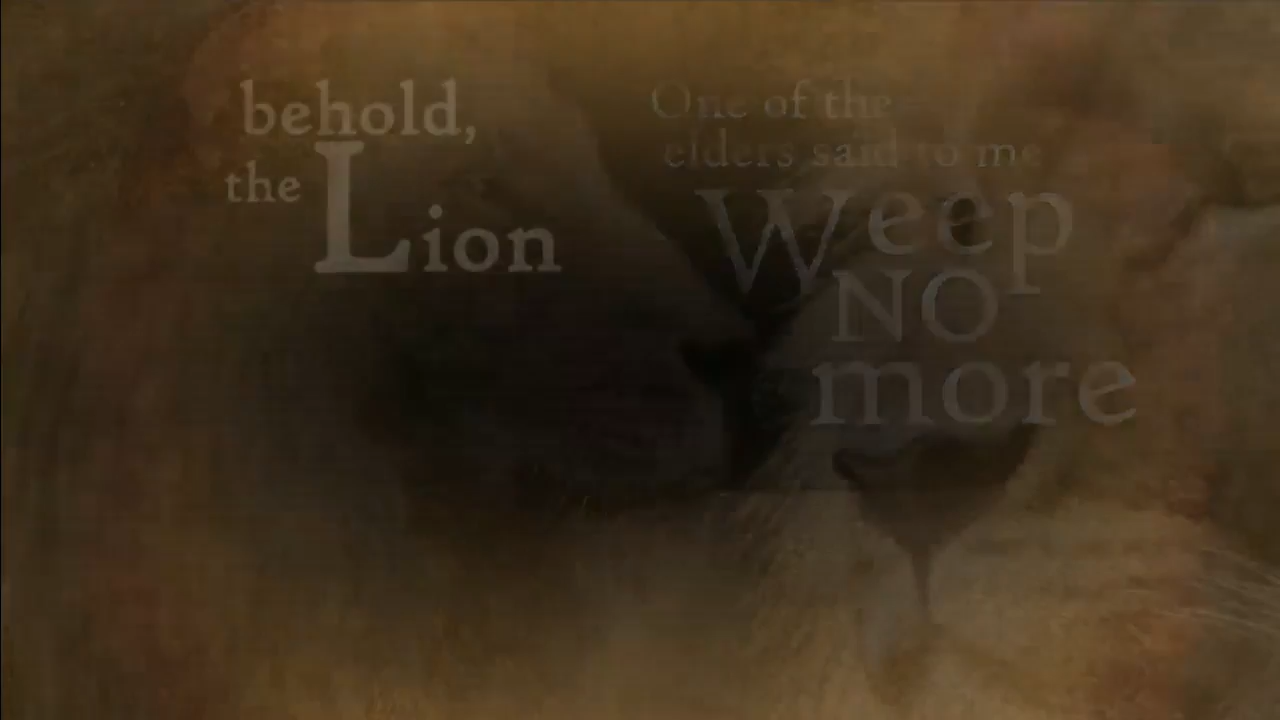 behold,
the Lion
One of the
elders said to me
Weep
NO
more